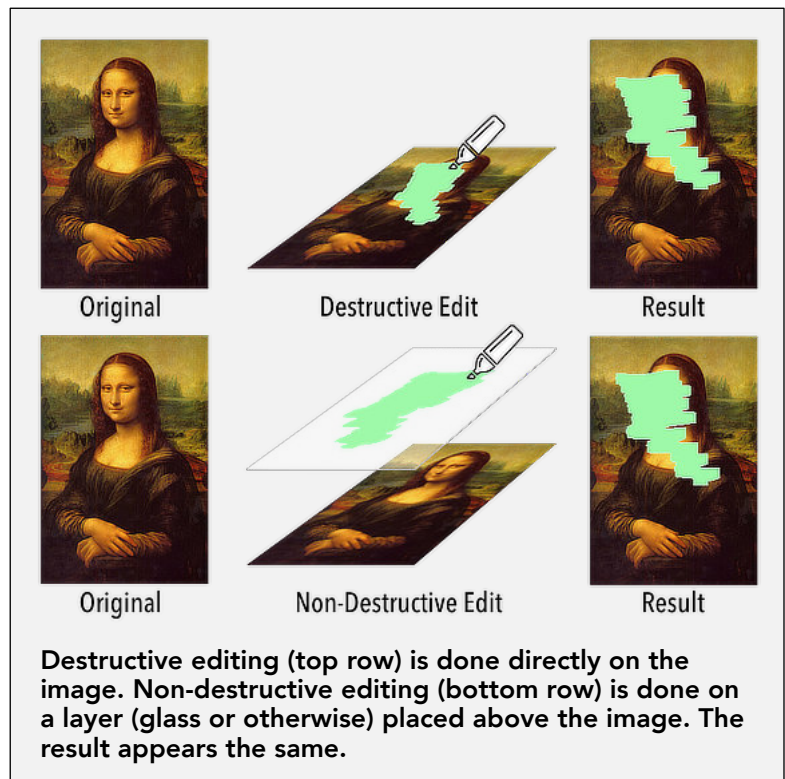 Original
Destructive Edit
Result
Original
Non-Destructive Edit
Result
Destructive editing (top row) is done directly on the
image. Non-destructive editing (bottom row) is done on
a layer (glass or otherwise) placed above the image. The
result appears the same.